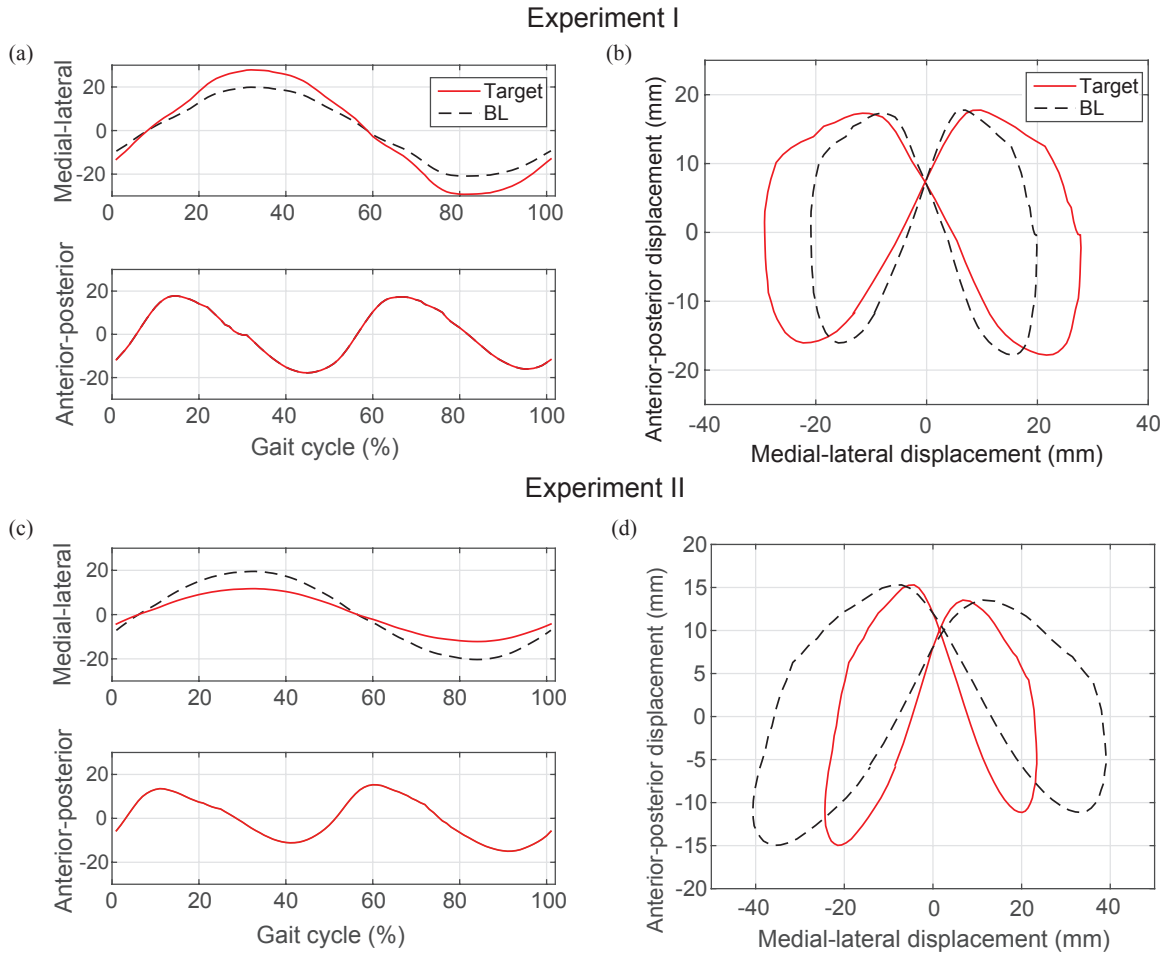 Experiment I
(a)
Medial-lateral
20
0
-20
Target
BL
0 20 40 60 80 100
Anterior-posterior
20
0
-20
0 20 40 60 80 100
Gait cycle (%)
(b)
Anterior-posterior displacement (mm)
20
10
0
-10
-20
Target
BL
-40 -20 0 20 40
Medial-lateral displacement (mm)
Experiment II
(c)
Medial-lateral
20
0
-20
0 20 40 60 80 100
Anterior-posterior
20
0
-20
0 20 40 60 80 100
Gait cycle (%)
(d)
Anterior-posterior displacement (mm)
20
15
10
5
0
-5
-10
-15
-20
-40 -20 0 20 40
Medial-lateral displacement (mm)